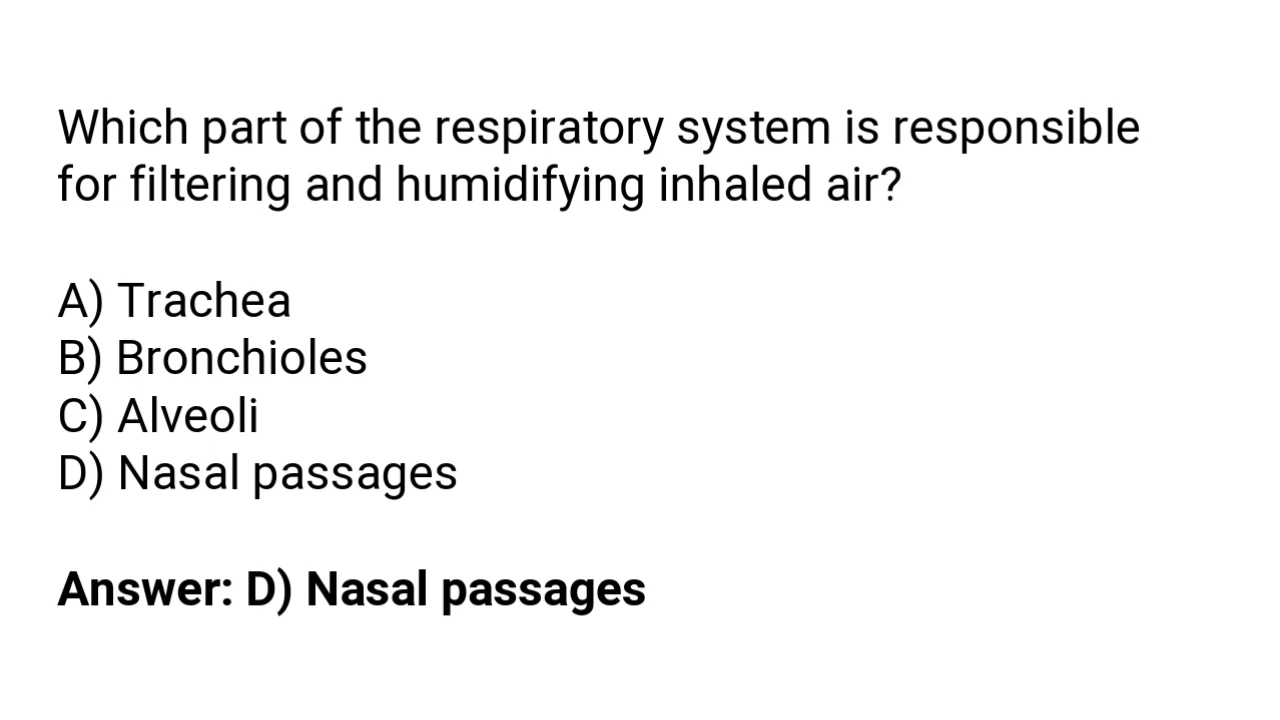 Which part of the respiratory system is responsible
for filtering and humidifying inhaled air?
A) Trachea
B) Bronchioles
C) Alveoli
D) Nasal passages
Answer: D) Nasal passages